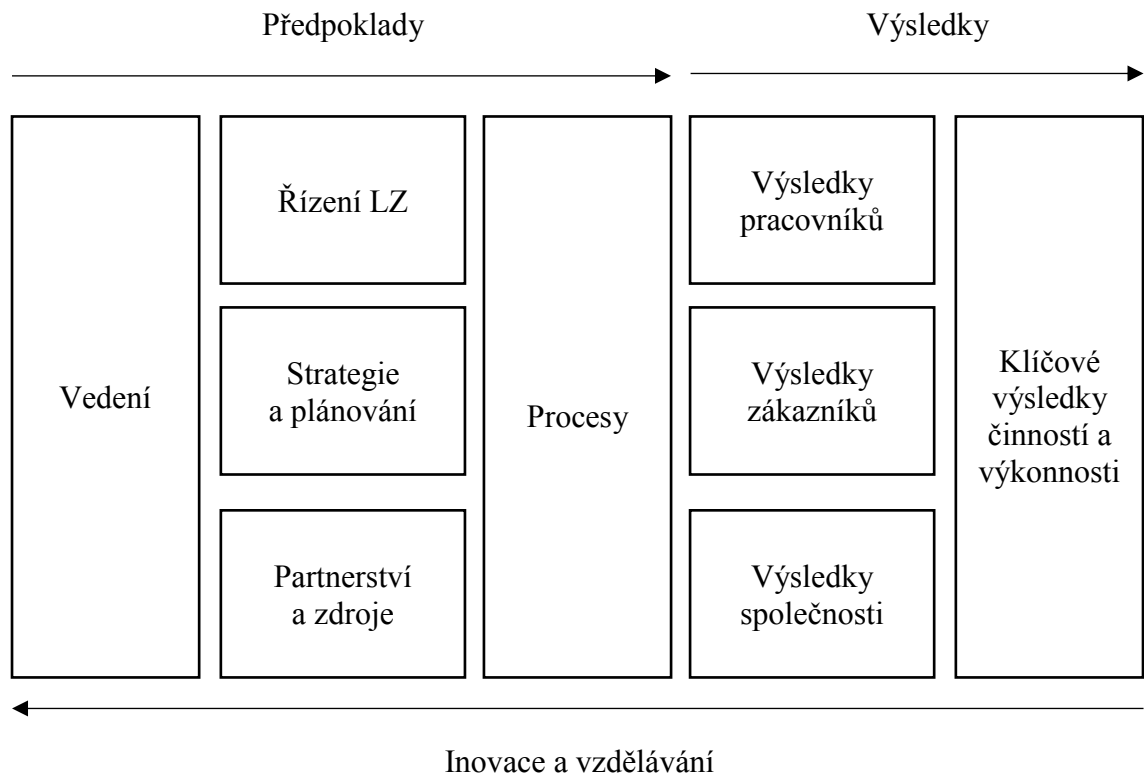 Předpoklady
Výsledky
Vedení
Řízení LZ
Strategie
a plánování
Partnerství
a zdroje
Procesy
Výsledky
pracovníků
Výsledky
zákazníků
Výsledky
společnosti
Klíčové
výsledky
činností a
výkonnosti
Inovace a vzdělávání